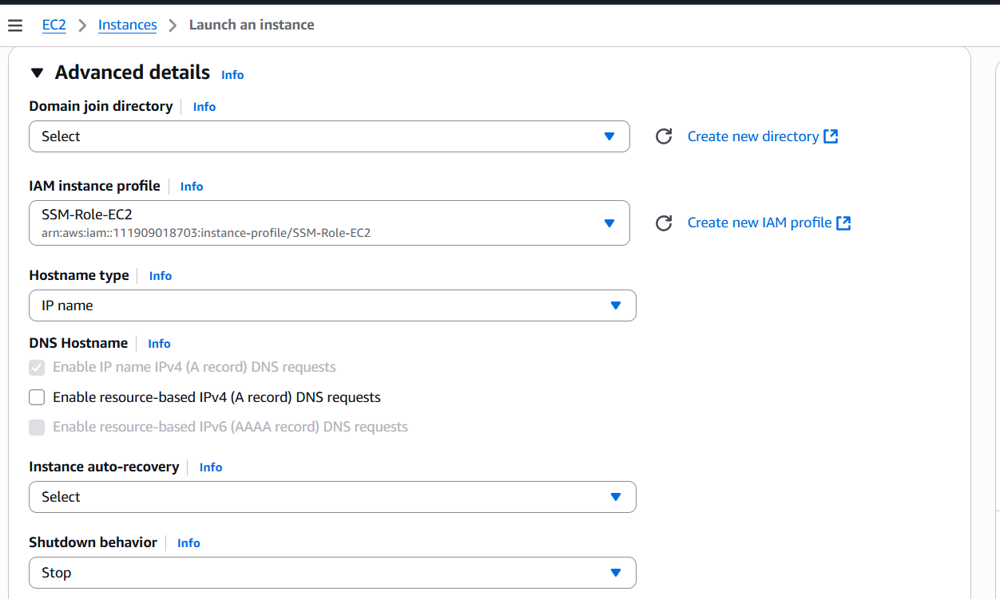 EC2 > Instances > Launch an instance
Advanced details Info
Domain join directory Info
Select
Create new directory
IAM instance profile Info
SSM-Role-EC2
arn:aws:iam::111909018703:instance-profile/SSM-Role-EC2
Create new IAM profile
Hostname type Info
IP name
DNS Hostname Info
Enable IP name IPv4 (A record) DNS requests
Enable resource-based IPv4 (A record) DNS requests
Enable resource-based IPv6 (AAAA record) DNS requests
Instance auto-recovery Info
Select
Shutdown behavior Info
Stop